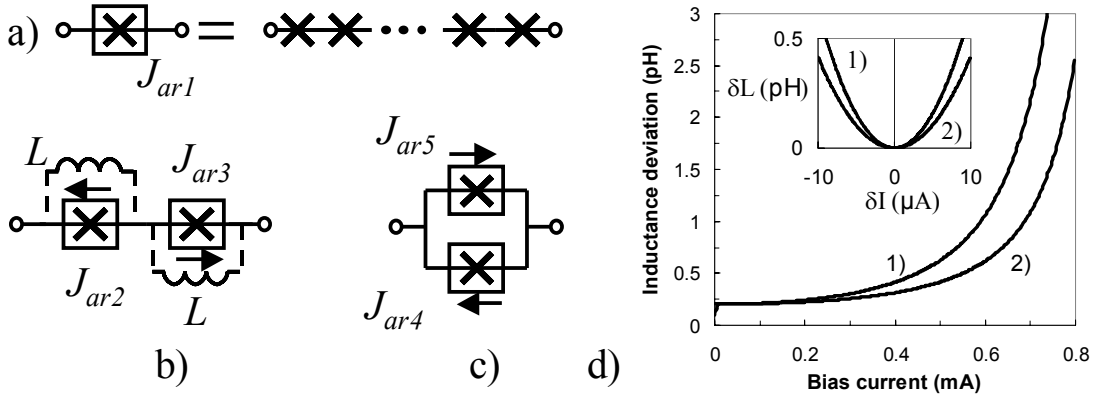 a)
J_ar1
L
J_ar3
J_ar2
L
b)
J_ar5
J_ar4
c)
d)
Inductance deviation (pH)
3
2.5
2
1.5
1
0.5
0
0 0.2 0.4 0.6 0.8
Bias current (mA)
1)
2)
0.5
δL (pH)
0
-10 0 10
δI (μA)
1)
2)